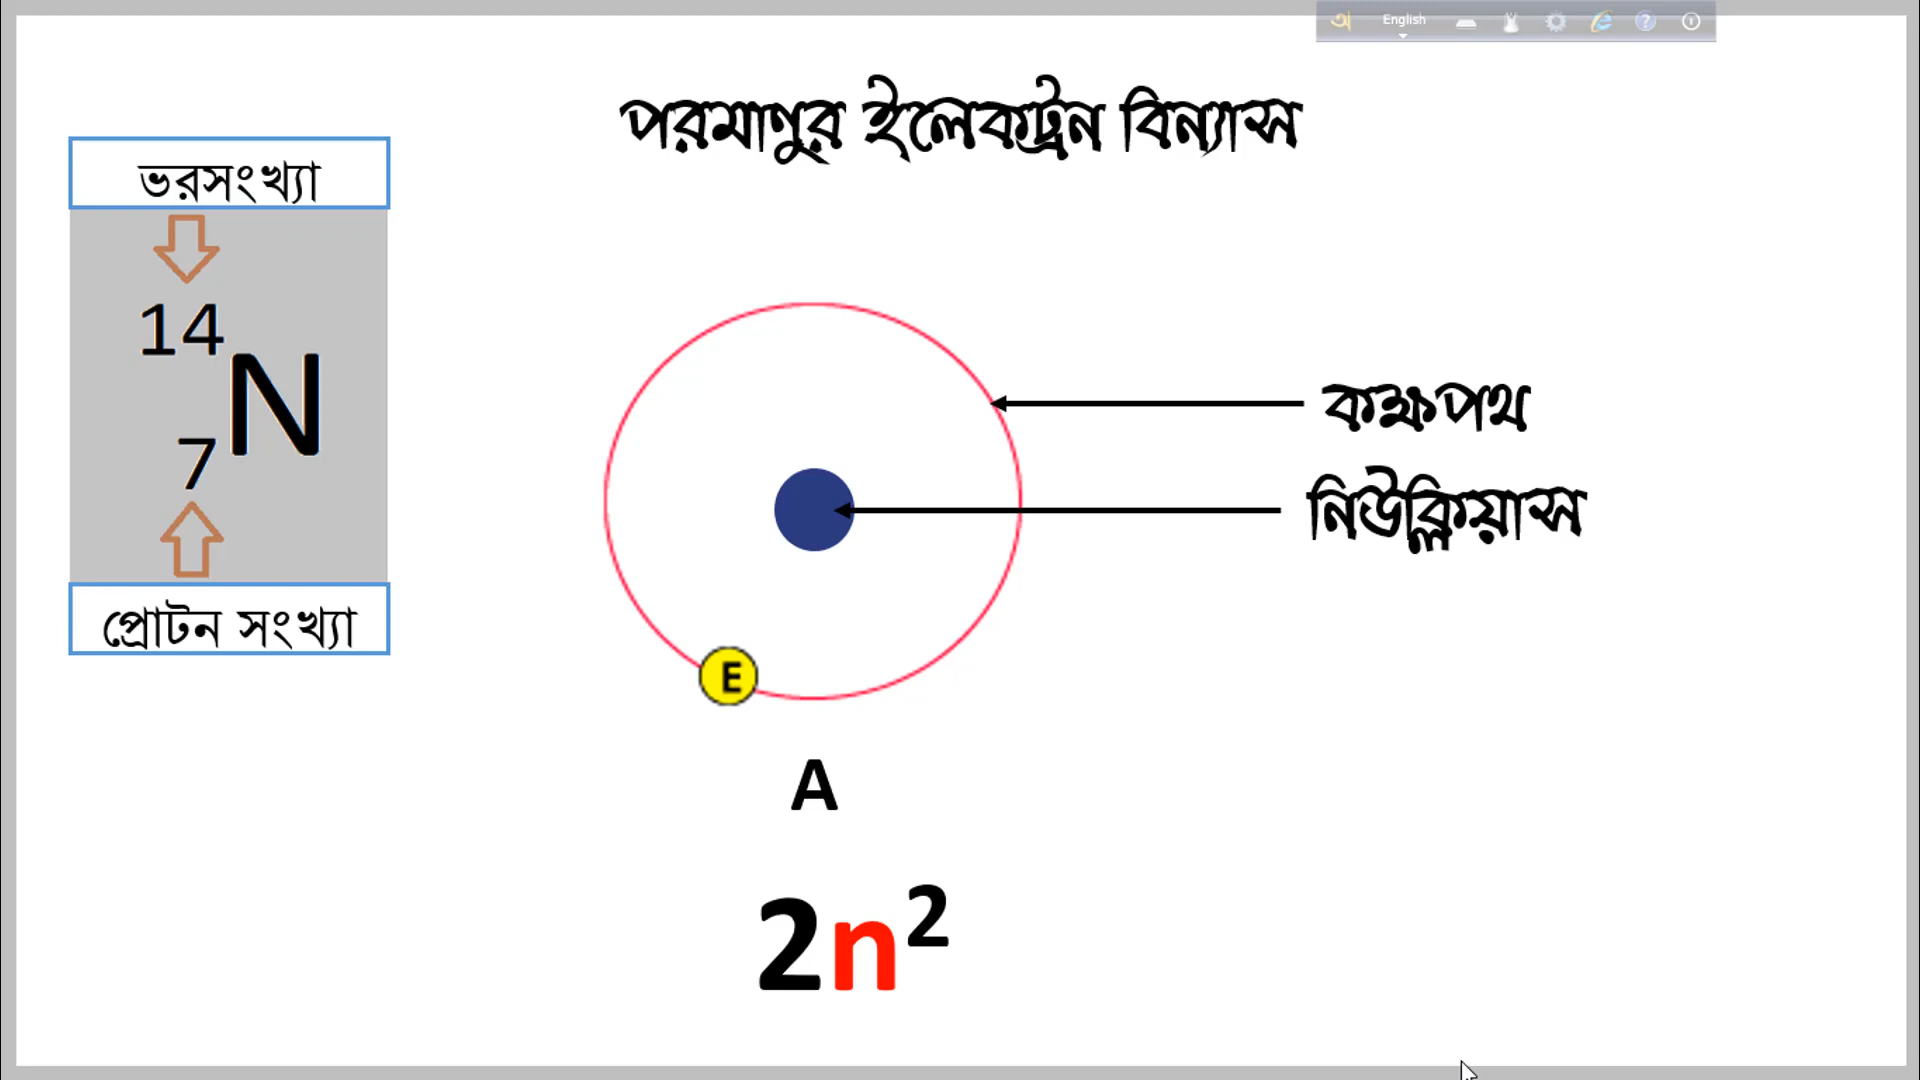 English
পরমাণুর ইলেকট্রন বিন্যাস
ভরসংখ্যা
14
N
7
প্রোটন সংখ্যা
কক্ষপথ
নিউক্লিয়াস
E
A
2n²